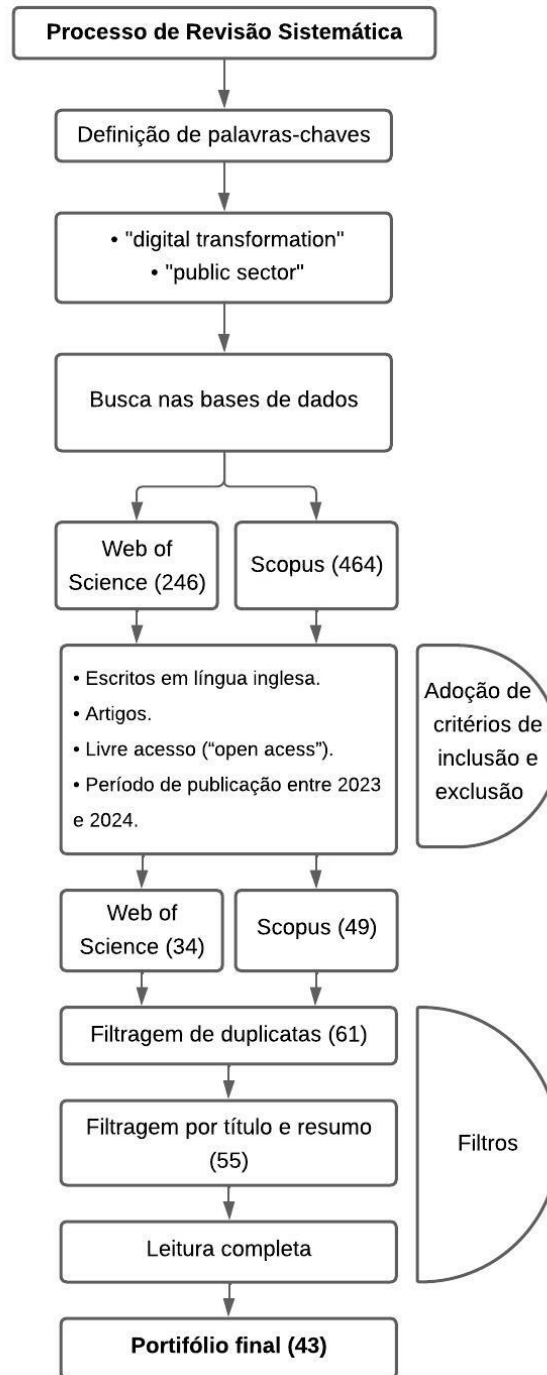 Processo de Revisão Sistemática
Definição de palavras-chaves
• "digital transformation"
• "public sector"
Busca nas bases de dados
Web of
Science (246)
Scopus (464)
• Escritos em língua inglesa.
• Artigos.
• Livre acesso (“open acess”).
• Período de publicação entre 2023
e 2024.
Adoção de
critérios de
inclusão e
exclusão
Web of
Science (34)
Scopus (49)
Filtragem de duplicatas (61)
Filtragem por título e resumo
(55)
Leitura completa
Filtros
Portifólio final (43)